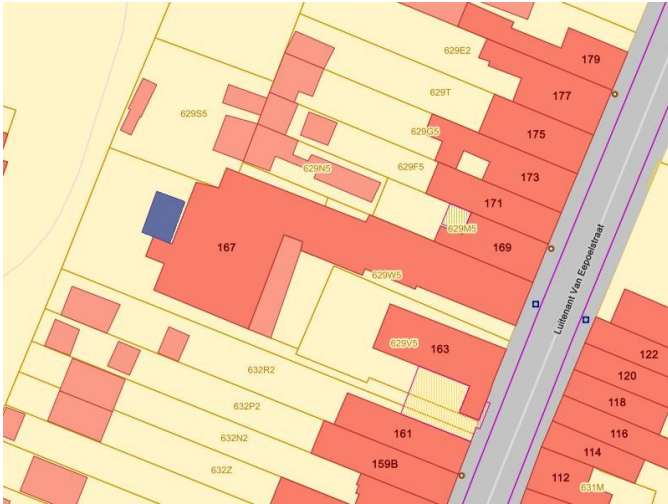 179
629E2
177
629T
629S5
175
629G5
173
629F5
629N5
171
629M5
169
167
629W5
Luitenant Van Eepoelstraat
629V5
163
122
120
632R2
118
632P2
161
116
632N2
114
159B
632Z
112
631M